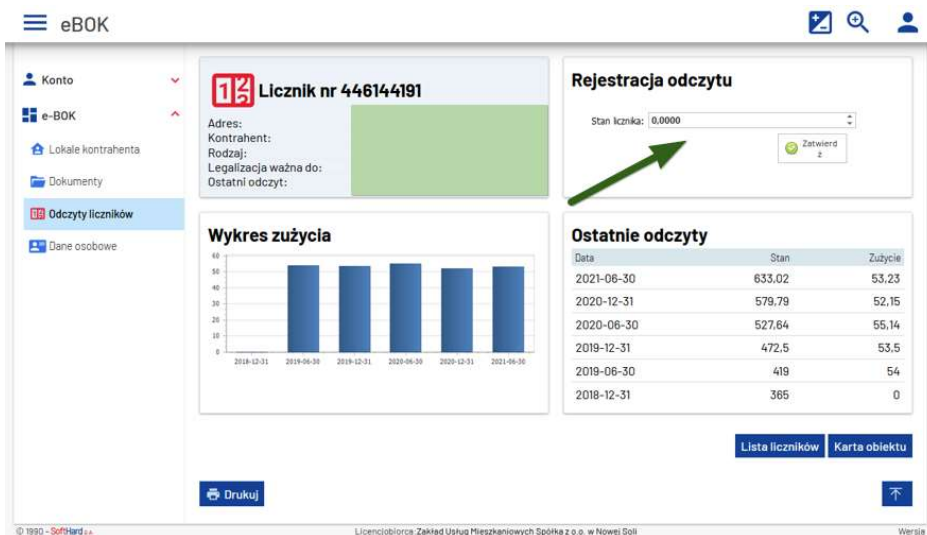 eBOK
Konto
e-BOK
Lokale kontrahenta
Dokumenty
Odczyty liczników
Dane osobowe
Licznik nr 446144191
Adres:
Kontrahent:
Rodzaj:
Legalizacja ważna do:
Ostatni odczyt:
Rejestracja odczytu
Stan licznika: 0,0000
Zatwierd
ź
Wykres zużycia
60
50
40
30
20
10
0
2018-12-31 2019-06-30 2019-12-31 2020-06-30 2020-12-31 2021-06-30
Ostatnie odczyty
Data Stan Zużycie
2021-06-30 633,02 53,23
2020-12-31 579,79 52,15
2020-06-30 527,64 55,14
2019-12-31 472,5 53,5
2019-06-30 419 54
2018-12-31 365 0
Lista liczników Karta obiektu
Drukuj
© 1990 - SoftHard S.A. Licencjobiorca: Zakład Usług Mieszkaniowych Spółka z o.o. w Nowej Soli Wersja